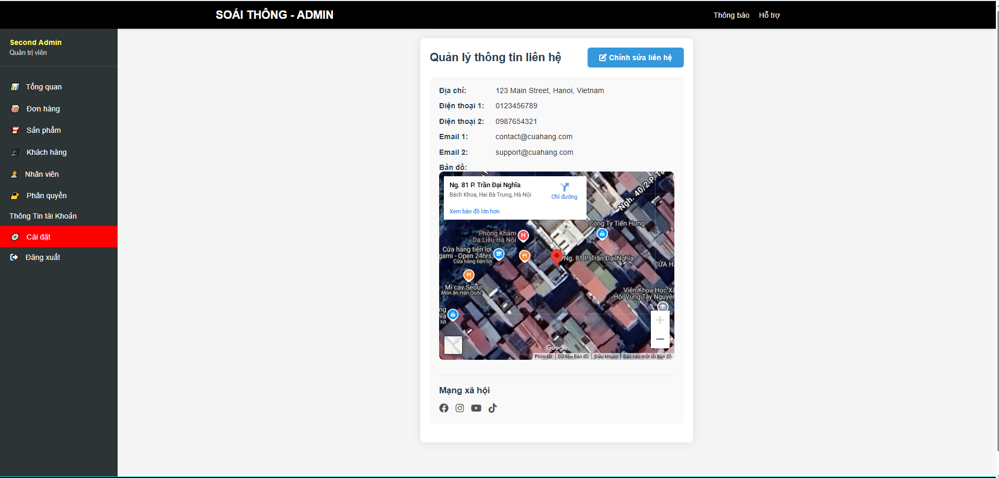 SOÁI THÔNG - ADMIN
Thông báo
Hỗ trợ
Second Admin
Quản trị viên
Tổng quan
Đơn hàng
Sản phẩm
Khách hàng
Nhân viên
Phân quyền
Thông Tin tài Khoản
Cài đặt
Đăng xuất
Quản lý thông tin liên hệ
Chỉnh sửa liên hệ
Địa chỉ: 123 Main Street, Hanoi, Vietnam
Điện thoại 1: 0123456789
Điện thoại 2: 0987654321
Email 1: contact@cuahang.com
Email 2: support@cuahang.com
Bản đồ:
Ng. 81 P. Trần Đại Nghĩa
Bách Khoa, Hai Bà Trưng, Hà Nội
Chỉ đường
Xem bản đồ lớn hơn
Ngh. 40/2 P. Tạ
Công Ty Tiến Hưng
Phòng Khám
Da Liễu Hà Nội
Cửa hàng tiện lợi
gami - Open 24hrs
Cửa hàng tiện lợi
Ng. 81 P. Trần Đại Nghĩa
CỬA H
Mì cay Seoul
Món ăn Hàn Quốc
Viện Khoa Học Xã
Hội Vùng Tây Nguyên
ng
ĩa
hồ
Google
Phím tắt
Dữ liệu Bản đồ
Điều khoản
Báo cáo một lỗi bản đồ
Mạng xã hội